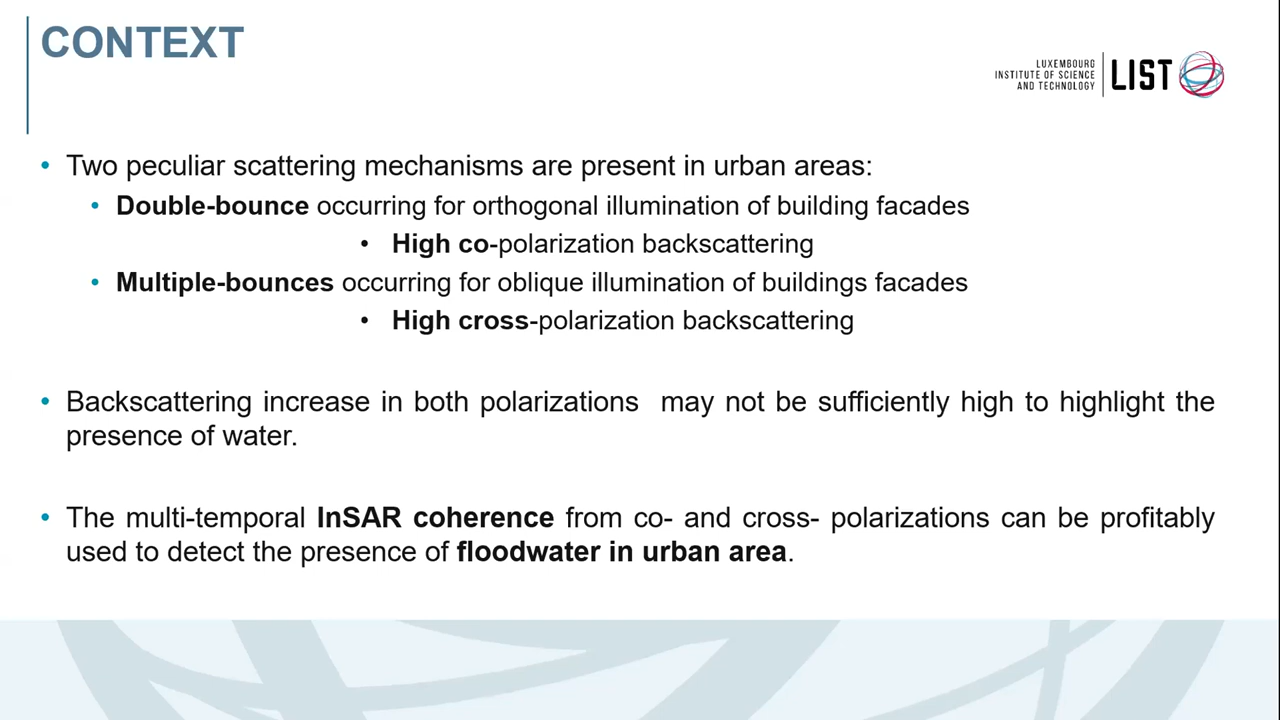 CONTEXT
LUXEMBOURG
INSTITUTE OF SCIENCE
AND TECHNOLOGY
LIST
• Two peculiar scattering mechanisms are present in urban areas:
• Double-bounce occurring for orthogonal illumination of building facades
• High co-polarization backscattering
• Multiple-bounces occurring for oblique illumination of buildings facades
• High cross-polarization backscattering
• Backscattering increase in both polarizations may not be sufficiently high to highlight the
presence of water.
• The multi-temporal InSAR coherence from co- and cross- polarizations can be profitably
used to detect the presence of floodwater in urban area.